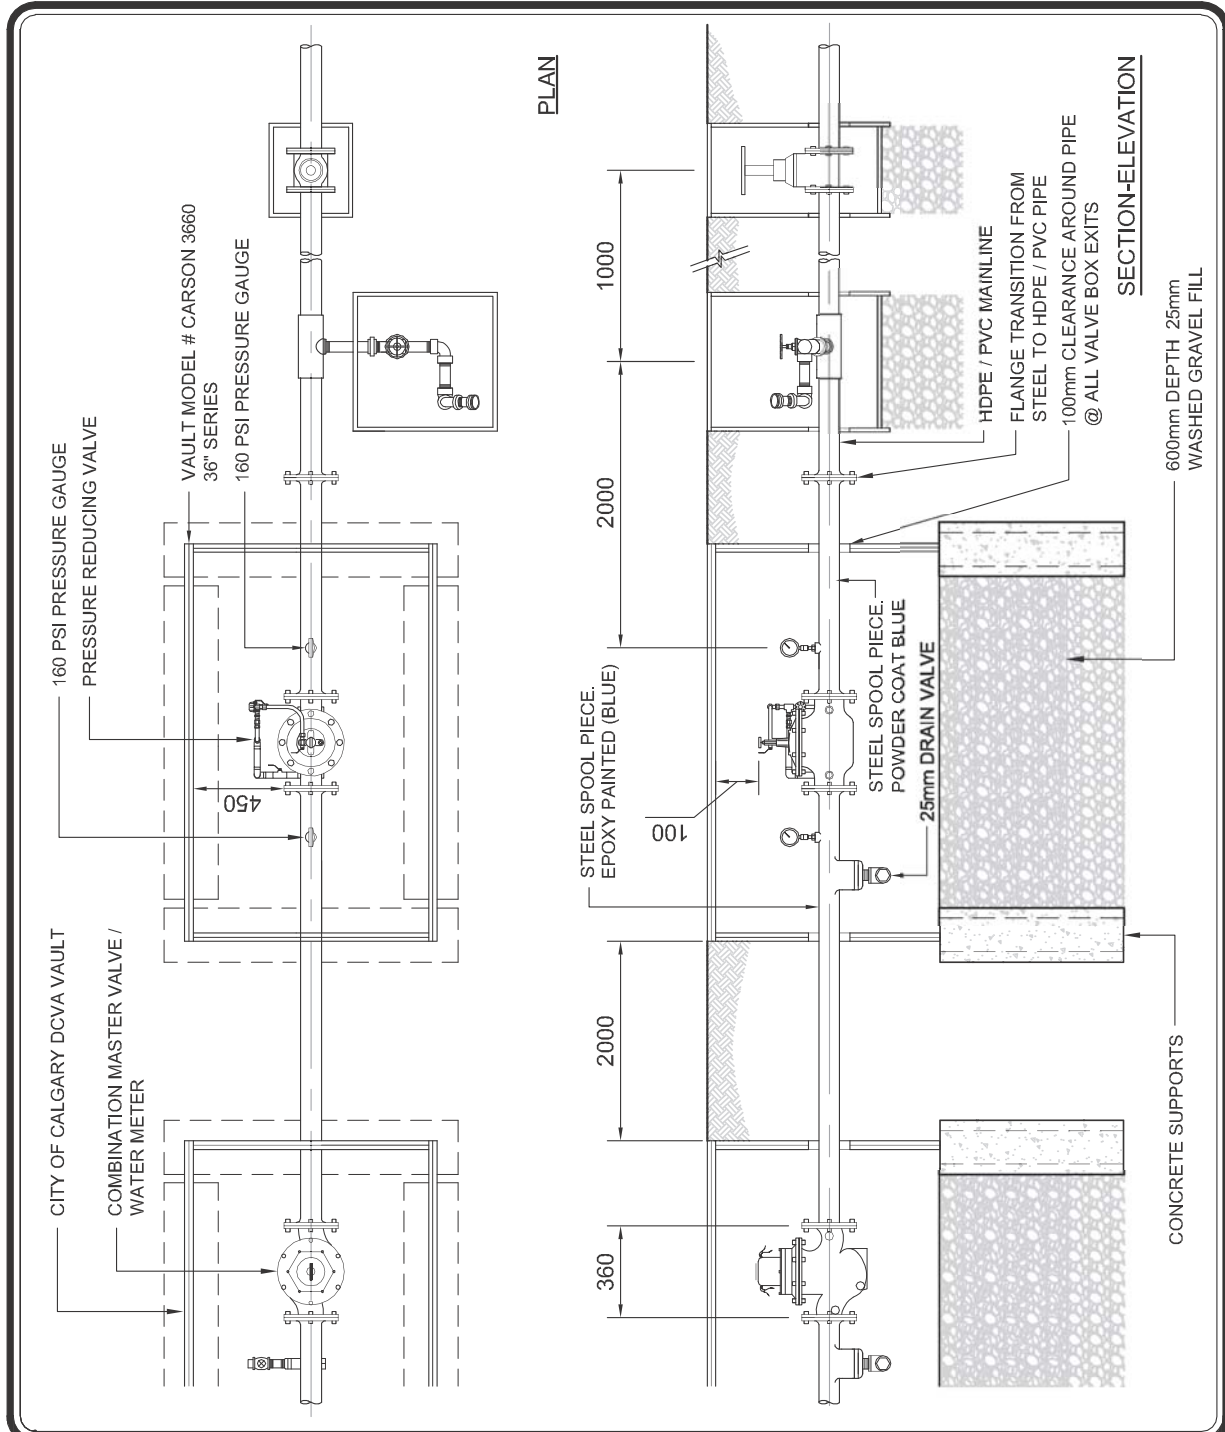 CITY OF CALGARY DCVA VAULT
COMBINATION MASTER VALVE /
WATER METER
160 PSI PRESSURE GAUGE
PRESSURE REDUCING VALVE
VAULT MODEL # CARSON 3660
36" SERIES
160 PSI PRESSURE GAUGE
450
PLAN
STEEL SPOOL PIECE.
EPOXY PAINTED (BLUE)
360
2000
2000
1000
100
STEEL SPOOL PIECE.
POWDER COAT BLUE
25mm DRAIN VALVE
HDPE / PVC MAINLINE
FLANGE TRANSITION FROM
STEEL TO HDPE / PVC PIPE
100mm CLEARANCE AROUND PIPE
@ ALL VALVE BOX EXITS
SECTION-ELEVATION
CONCRETE SUPPORTS
600mm DEPTH 25mm
WASHED GRAVEL FILL